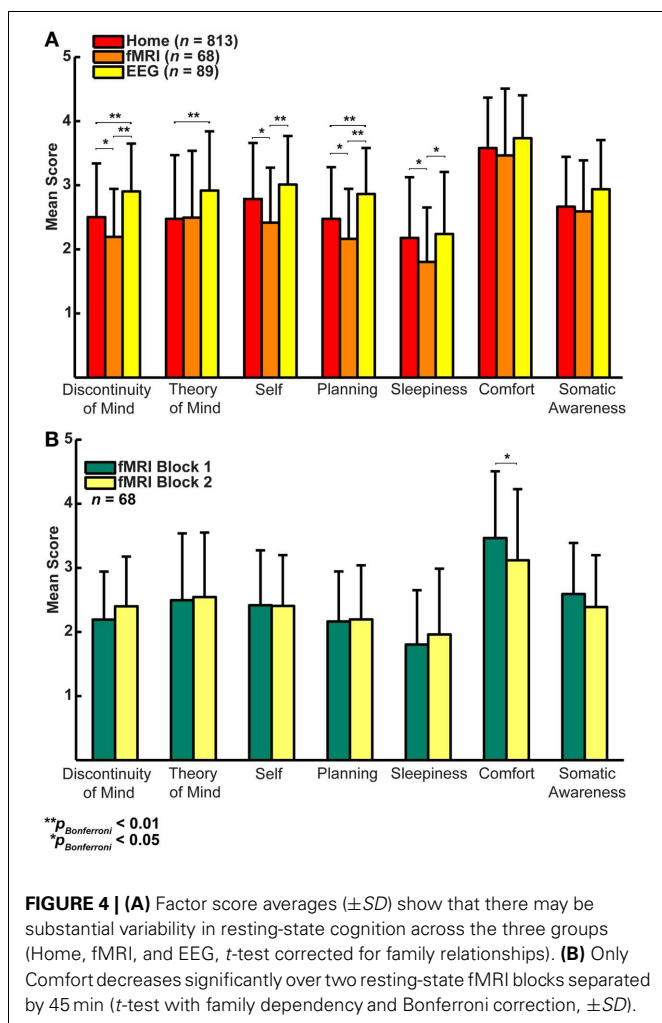 A
Home (n = 813)
fMRI (n = 68)
EEG (n = 89)
5
4
3
2
1
Mean Score
** ** ** **
* ** * ** * ** * *
Discontinuity of Mind
Theory of Mind
Self
Planning
Sleepiness
Comfort
Somatic Awareness
B
fMRI Block 1
fMRI Block 2
n = 68
5
4
3
2
1
Mean Score
*
Discontinuity of Mind
Theory of Mind
Self
Planning
Sleepiness
Comfort
Somatic Awareness
**pBonferroni < 0.01
*pBonferroni < 0.05
FIGURE 4 | (A) Factor score averages (±SD) show that there may be
substantial variability in resting-state cognition across the three groups
(Home, fMRI, and EEG, t-test corrected for family relationships). (B) Only
Comfort decreases significantly over two resting-state fMRI blocks separated
by 45 min (t-test with family dependency and Bonferroni correction, ±SD).